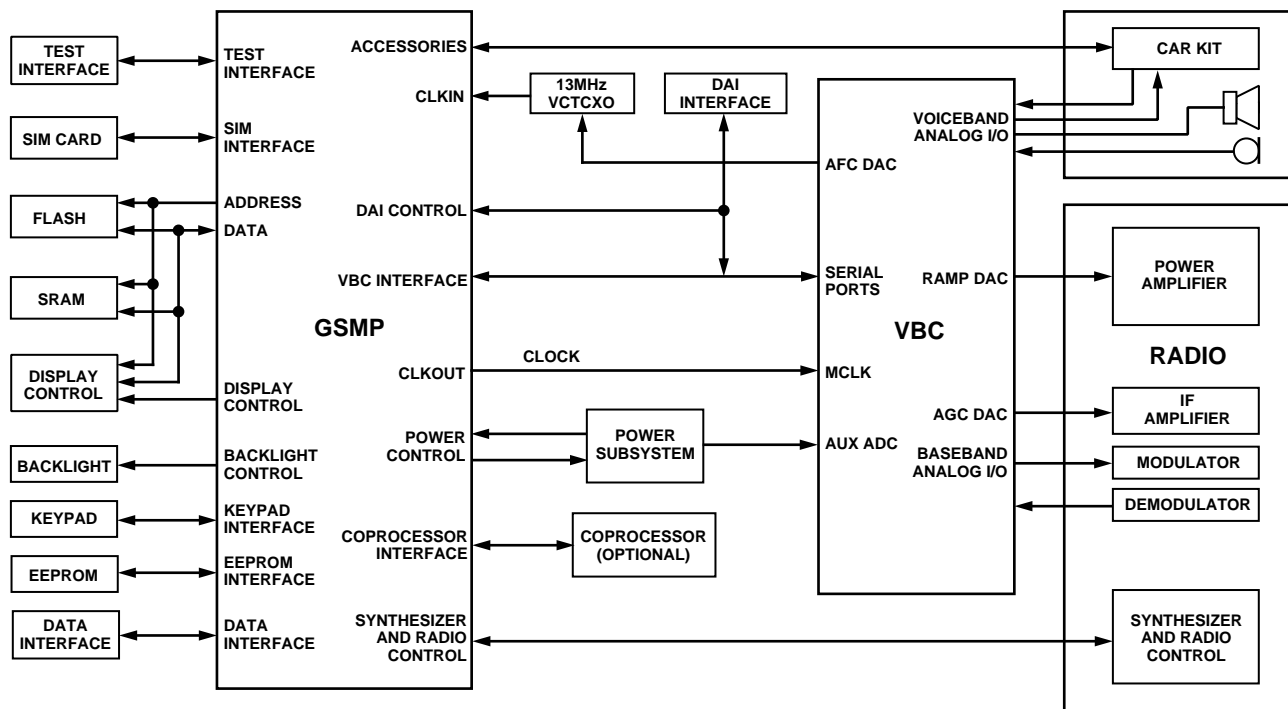 TEST
INTERFACE
SIM CARD
FLASH
SRAM
DISPLAY
CONTROL
BACKLIGHT
KEYPAD
EEPROM
DATA
INTERFACE
TEST
INTERFACE
SIM
INTERFACE
ADDRESS
DATA
DISPLAY
CONTROL
BACKLIGHT
CONTROL
KEYPAD
INTERFACE
EEPROM
INTERFACE
DATA
INTERFACE
GSMP
ACCESSORIES
CLKIN
DAI CONTROL
VBC INTERFACE
CLKOUT
POWER
CONTROL
COPROCESSOR
INTERFACE
SYNTHESIZER
AND RADIO
CONTROL
13MHz
VCTCXO
DAI
INTERFACE
CLOCK
POWER
SUBSYSTEM
COPROCESSOR
(OPTIONAL)
AFC DAC
SERIAL
PORTS
MCLK
AUX ADC
VBC
VOICEBAND
ANALOG I/O
RAMP DAC
AGC DAC
BASEBAND
ANALOG I/O
CAR KIT
POWER
AMPLIFIER
RADIO
IF
AMPLIFIER
MODULATOR
DEMODULATOR
SYNTHESIZER
AND RADIO
CONTROL